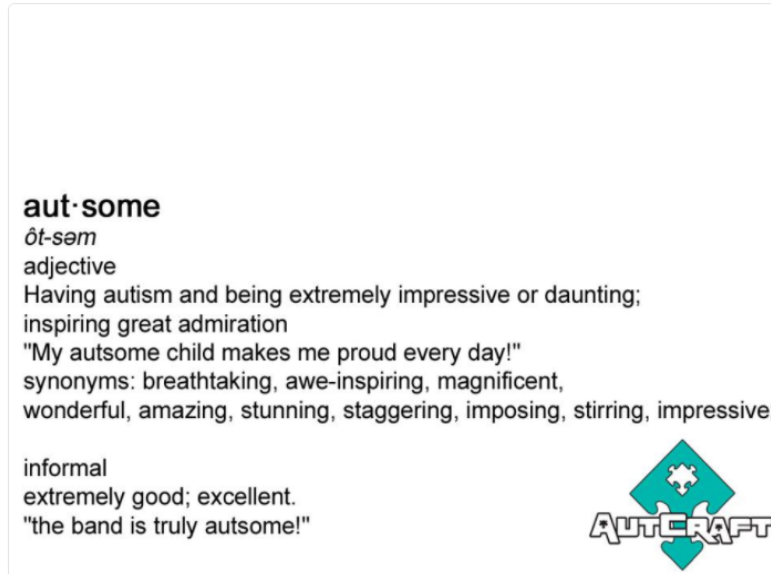 aut·some
ôt-səm
adjective
Having autism and being extremely impressive or daunting;
inspiring great admiration
"My autsome child makes me proud every day!"
synonyms: breathtaking, awe-inspiring, magnificent,
wonderful, amazing, stunning, staggering, imposing, stirring, impressive
informal
extremely good; excellent.
"the band is truly autsome!"
AUTCRAFT